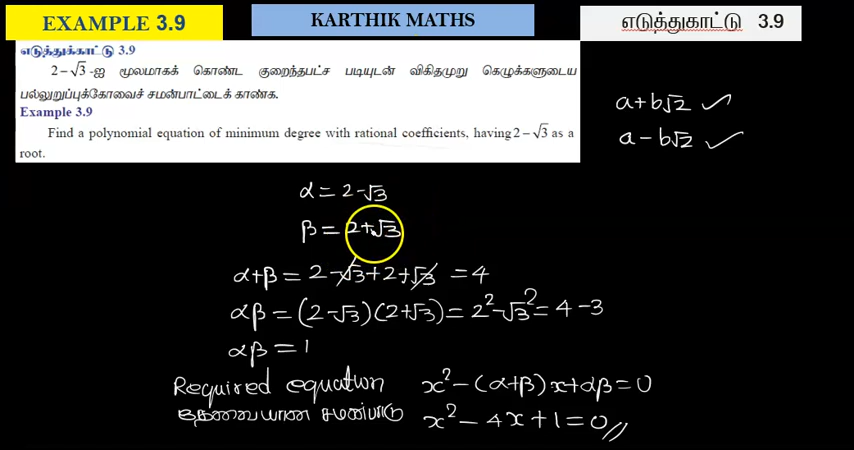 EXAMPLE 3.9
KARTHIK MATHS
எடுத்துகாட்டு 3.9
எடுத்துக்காட்டு 3.9
2−√3 -ஐ மூலமாகக் கொண்ட குறைந்தபட்ச படியுடன் விகிதமுறு கெழுக்களுடைய
பல்லுறுப்புக்கோவைச் சமன்பாட்டைக் காண்க.
Example 3.9
Find a polynomial equation of minimum degree with rational coefficients, having 2−√3 as a
root.
a+b√2 ✓
a−b√2 ✓
α = 2−√3
β = 2+√3
α+β = 2−√3+2+√3 = 4
αβ = (2−√3)(2+√3) = 2²−√3² = 4−3
αβ = 1
Required equation x²−(α+β)x+αβ=0
தேவையான சமன்பாடு x²−4x+1=0//